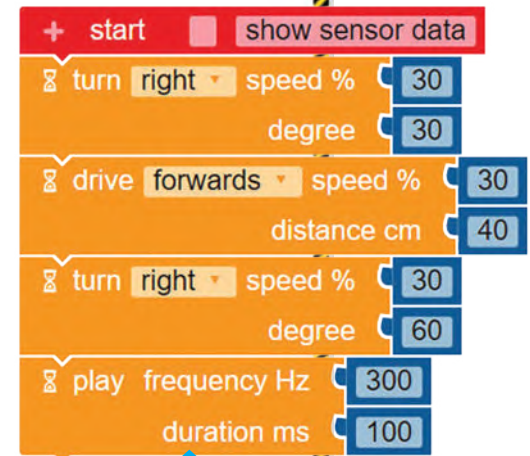 + start show sensor data
turn right speed % 30
degree 30
drive forwards speed % 30
distance cm 40
turn right speed % 30
degree 60
play frequency Hz 300
duration ms 100